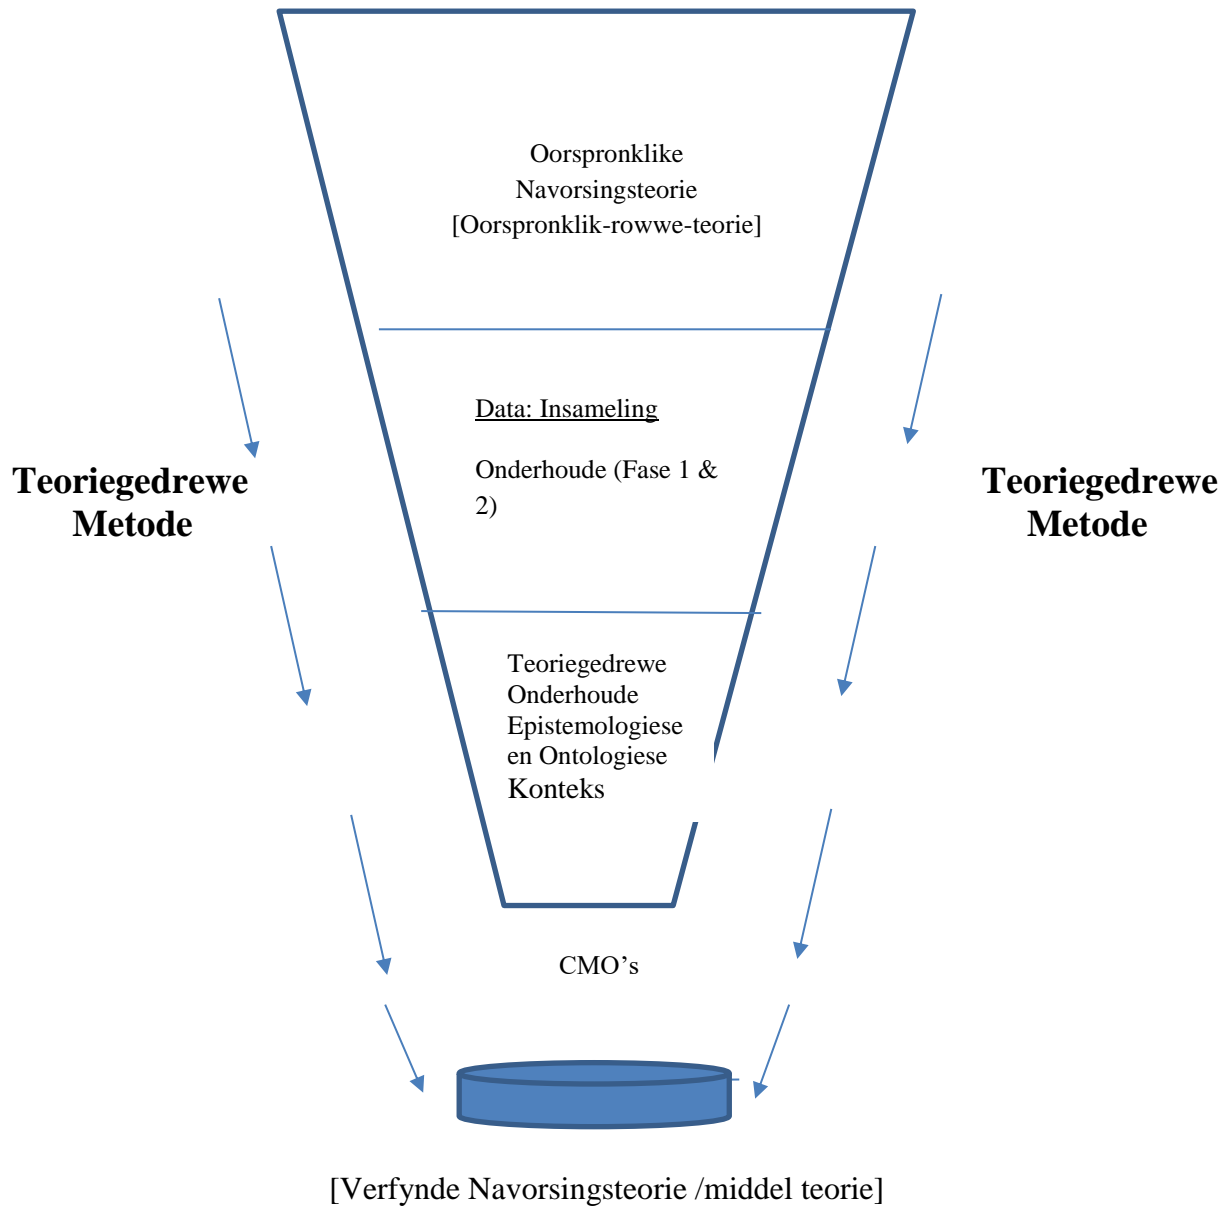 Oorspronklike
Navorsingsteorie
[Oorspronklik-rowwe-teorie]
Data: Insameling
Onderhoude (Fase 1 &
2)
Teoriegedrewe
Metode
Teoriegedrewe
Metode
Teoriegedrewe
Onderhoude
Epistemologiese
en Ontologiese
Konteks
CMO’s
[Verfynde Navorsingsteorie /middel teorie]